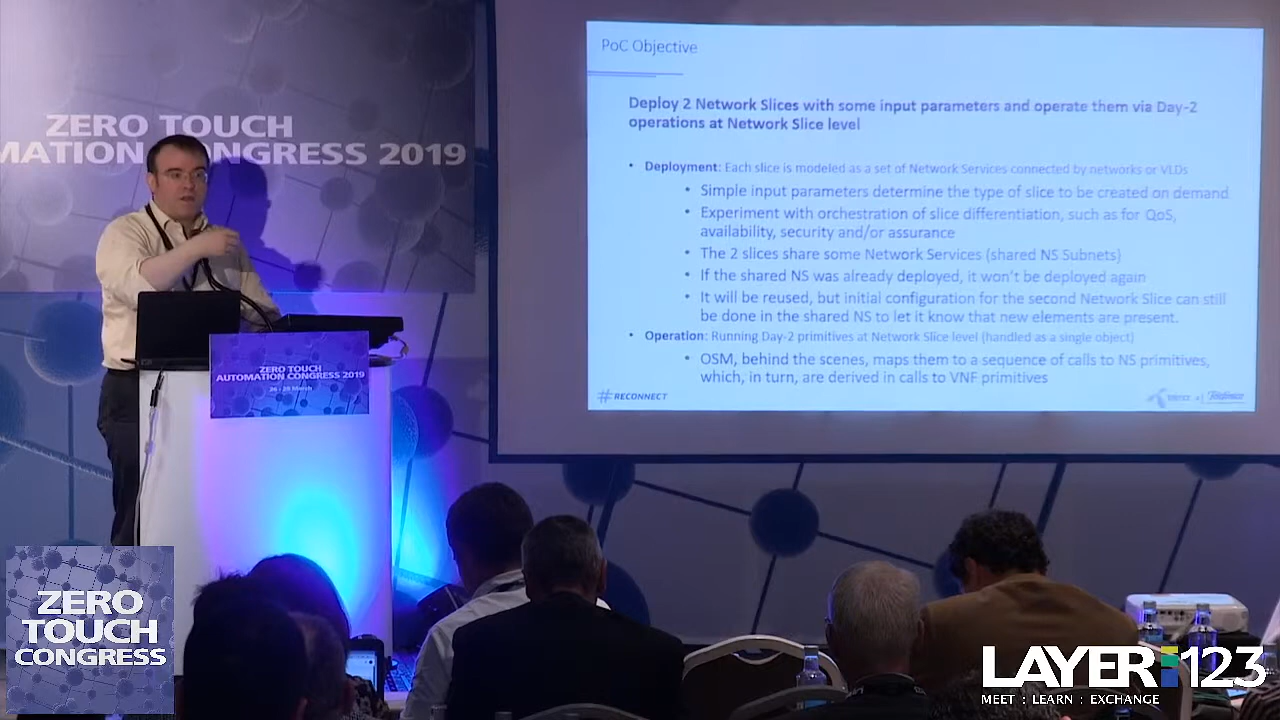 ZERO TOUCH
MATION CONGRESS 2019
PoC Objective
Deploy 2 Network Slices with some input parameters and operate them via Day-2
operations at Network Slice level
• Deployment: Each slice is modeled as a set of Network Services connected by networks or VLDs
• Simple input parameters determine the type of slice to be created on demand
• Experiment with orchestration of slice differentiation, such as for QoS,
availability, security and/or assurance
• The 2 slices share some Network Services (shared NS Subnets)
• If the shared NS was already deployed, it won't be deployed again
• It will be reused, but initial configuration for the second Network Slice can still
be done in the shared NS to let it know that new elements are present.
• Operation: Running Day-2 primitives at Network Slice level (handled as a single object)
• OSM, behind the scenes, maps them to a sequence of calls to NS primitives,
which, in turn, are derived in calls to VNF primitives
#RECONNECT
ZERO TOUCH
AUTOMATION CONGRESS 2019
ZERO
TOUCH
CONGRESS
LAYER 123
MEET : LEARN : EXCHANGE